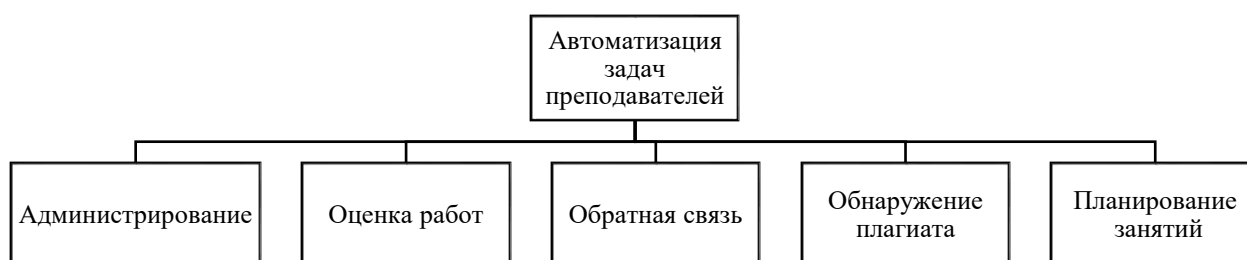 Автоматизация
задач
преподавателей
Администрирование
Оценка работ
Обратная связь
Обнаружение
плагиата
Планирование
занятий